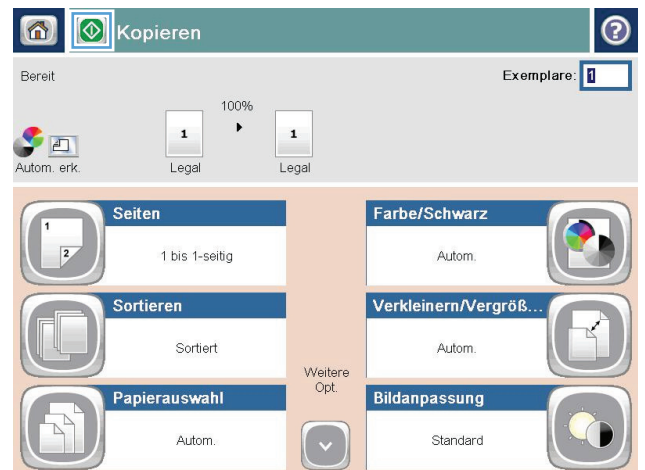 Kopieren
Bereit
Exemplare: 1
100%
1
1
Autom. erk.
Legal
Legal
Seiten
1
2
1 bis 1-seitig
Farbe/Schwarz
Autom.
Sortieren
Sortiert
Verkleinern/Vergröß...
Autom.
Weitere
Opt.
Papierauswahl
Autom.
Bildanpassung
Standard